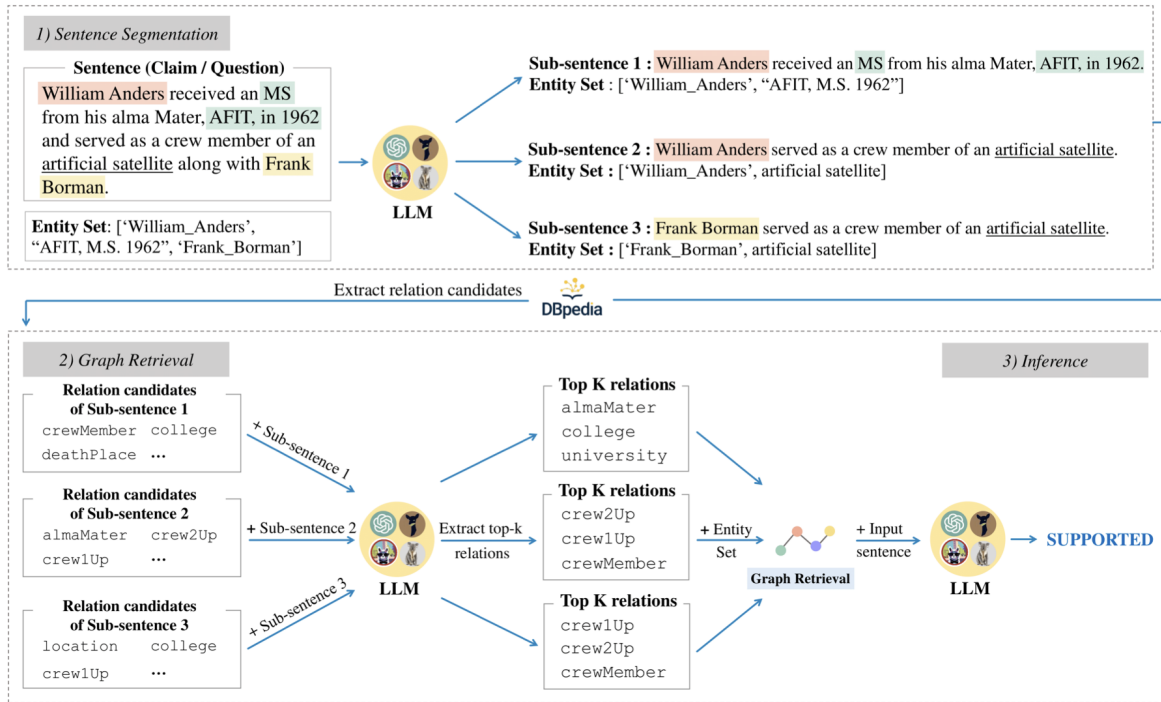 1) Sentence Segmentation
Sentence (Claim / Question)
William Anders received an MS
from his alma Mater, AFIT, in 1962
and served as a crew member of an
artificial satellite along with Frank
Borman.
Entity Set: [‘William_Anders’,
“AFIT, M.S. 1962”, ‘Frank_Borman’]
LLM
Sub-sentence 1 : William Anders received an MS from his alma Mater, AFIT, in 1962.
Entity Set : [‘William_Anders’, “AFIT, M.S. 1962”]
Sub-sentence 2 : William Anders served as a crew member of an artificial satellite.
Entity Set : [‘William_Anders’, artificial satellite]
Sub-sentence 3 : Frank Borman served as a crew member of an artificial satellite.
Entity Set : [‘Frank_Borman’, artificial satellite]
Extract relation candidates
DBpedia
2) Graph Retrieval
3) Inference
Relation candidates
of Sub-sentence 1
crewMember college
deathPlace ...
Relation candidates
of Sub-sentence 2
almaMater crew2Up
crew1Up ...
Relation candidates
of Sub-sentence 3
location college
crew1Up ...
+ Sub-sentence 1
+ Sub-sentence 2
+ Sub-sentence 3
LLM
Extract top-k
relations
Top K relations
almaMater
college
university
Top K relations
crew2Up
crew1Up
crewMember
Top K relations
crew1Up
crew2Up
crewMember
+ Entity
Set
Graph Retrieval
+ Input
sentence
LLM
SUPPORTED